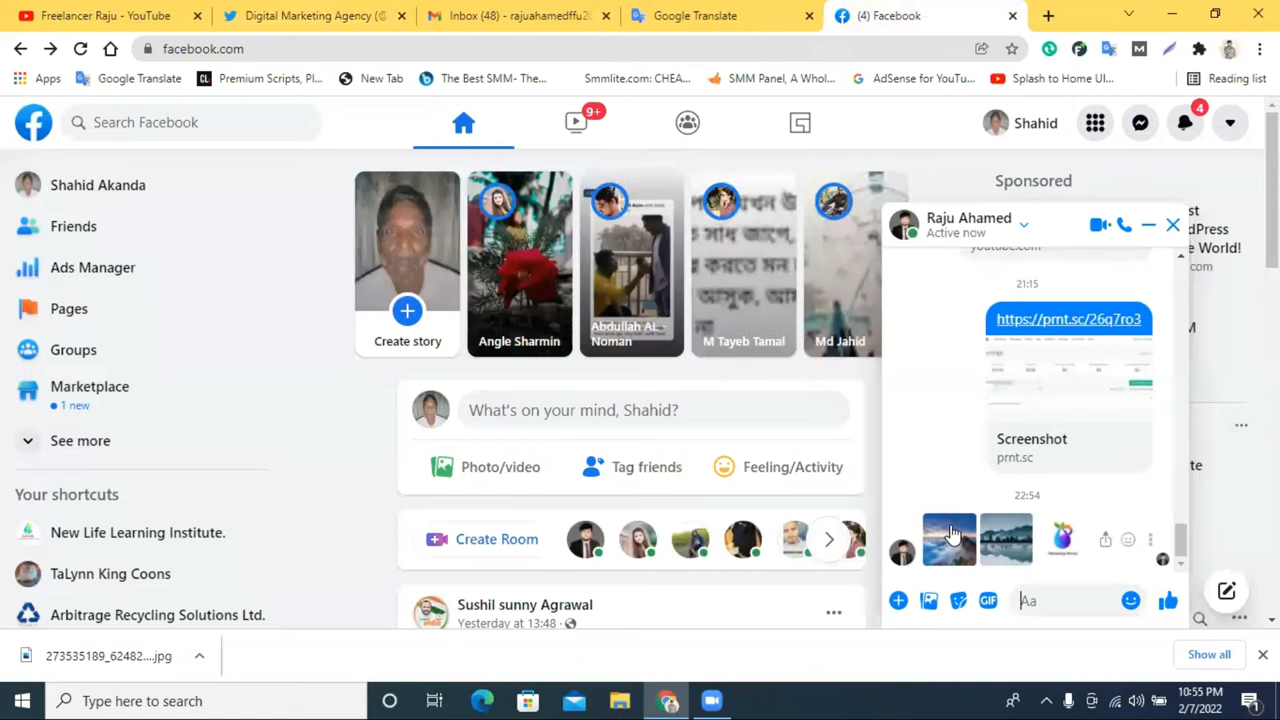 Freelancer Raju - YouTube
Digital Marketing Agency (@
Inbox (48) - rajuahamedffu20
Google Translate
(4) Facebook
facebook.com
Apps
Google Translate
Premium Scripts, Pl...
New Tab
The Best SMM- The...
Smmlite.com: CHEA...
SMM Panel, A Whol...
AdSense for YouTu...
Splash to Home UI...
Reading list
Search Facebook
9+
Shahid
4
Shahid Akanda
Friends
Ads Manager
Pages
Groups
Marketplace
1 new
See more
Your shortcuts
New Life Learning Institute.
TaLynn King Coons
Arbitrage Recycling Solutions Ltd.
Create story
Angle Sharmin
Abdullah AL -
Noman
M Tayeb Tamal
Md Jahid
What's on your mind, Shahid?
Photo/video
Tag friends
Feeling/Activity
Create Room
Sushil sunny Agrawal
Yesterday at 13:48
Sponsored
Raju Ahamed
Active now
youtube.com
21:15
https://prnt.sc/26q7ro3
Screenshot
prnt.sc
22:54
GIF
Aa
273535189_62482....jpg
Show all
Type here to search
10:55 PM
2/7/2022